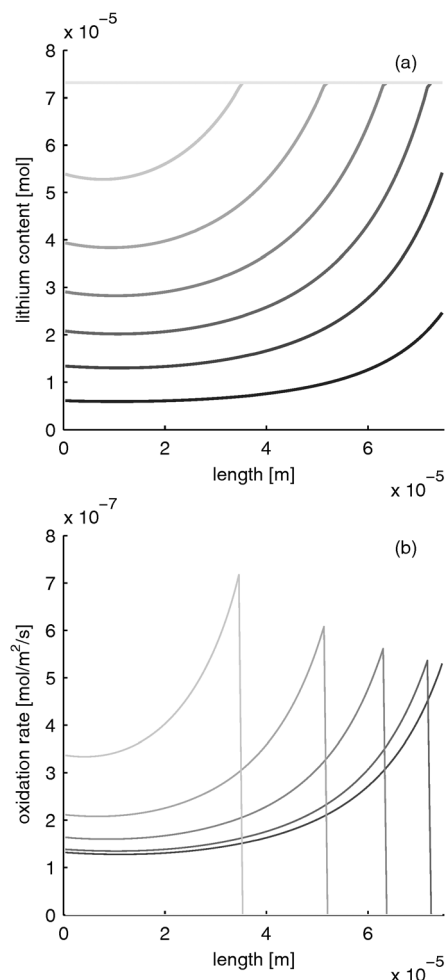 x 10⁻⁵
(a)
8
7
6
5
4
3
2
1
0
lithium content [mol]
0 2 4 6
length [m]
x 10⁻⁵
x 10⁻⁷
(b)
8
7
6
5
4
3
2
1
0
oxidation rate [mol/m²/s]
0 2 4 6
length [m]
x 10⁻⁵